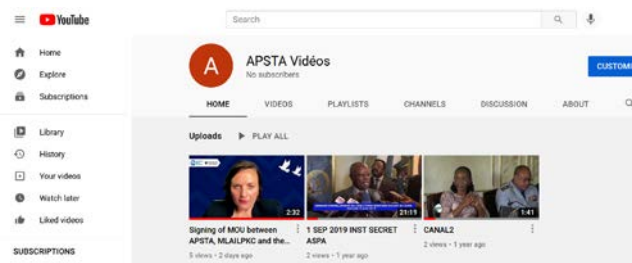 YouTube
Search
Home
Explore
Subscriptions
Library
History
Your videos
Watch later
Liked videos
SUBSCRIPTIONS
A
APSTA Vidéos
No subscribers
CUSTOMI
HOME VIDEOS PLAYLISTS CHANNELS DISCUSSION ABOUT
Uploads PLAY ALL
2:32
21:11
1:41
Signing of MOU between
APSTA, MLAILPKC and the...
5 views • 2 days ago
1 SEP 2019 INST SECRET
ASPA
2 views • 1 year ago
CANAL2
2 views • 1 year ago